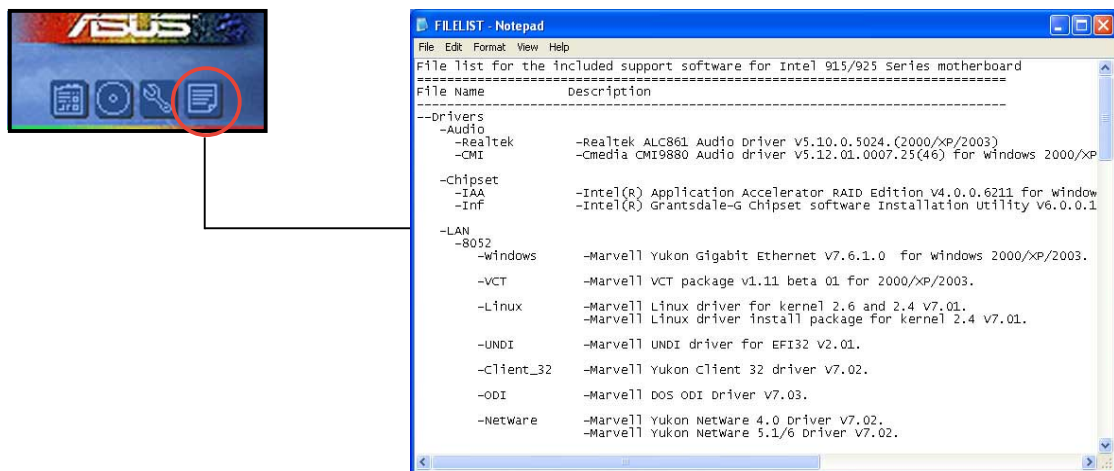 ASUS
FILELIST - Notepad
File Edit Format View Help
File list for the included support software for Intel 915/925 Series motherboard
===============================================================================
File Name Description
-------------------------------------------------------------------------------
--Drivers
-Audio
-Realtek -Realtek ALC861 Audio Driver V5.10.0.5024.(2000/XP/2003)
-CMI -Cmedia CMI9880 Audio driver V5.12.01.0007.25(46) for Windows 2000/XP
-Chipset
-IAA -Intel(R) Application Accelerator RAID Edition V4.0.0.6211 for Window
-Inf -Intel(R) Grantsdale-G Chipset software Installation Utility V6.0.0.1
-LAN
-8052
-Windows -Marvell Yukon Gigabit Ethernet V7.6.1.0 for Windows 2000/XP/2003.
-VCT -Marvell VCT package v1.11 beta 01 for 2000/XP/2003.
-Linux -Marvell Linux driver for kernel 2.6 and 2.4 V7.01.
-Marvell Linux driver install package for kernel 2.4 V7.01.
-UNDI -Marvell UNDI driver for EFI32 V2.01.
-Client_32 -Marvell Yukon Client 32 driver V7.02.
-ODI -Marvell DOS ODI Driver V7.03.
-NetWare -Marvell Yukon NetWare 4.0 Driver V7.02.
-Marvell Yukon NetWare 5.1/6 Driver V7.02.